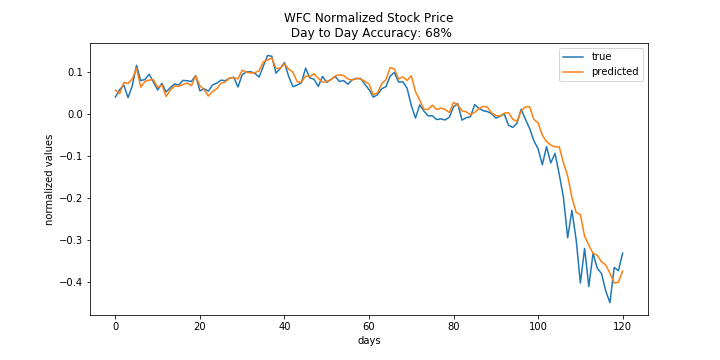 WFC Normalized Stock Price
Day to Day Accuracy: 68%
true
predicted
normalized values
0.1
0.0
−0.1
−0.2
−0.3
−0.4
0
20
40
60
80
100
120
days